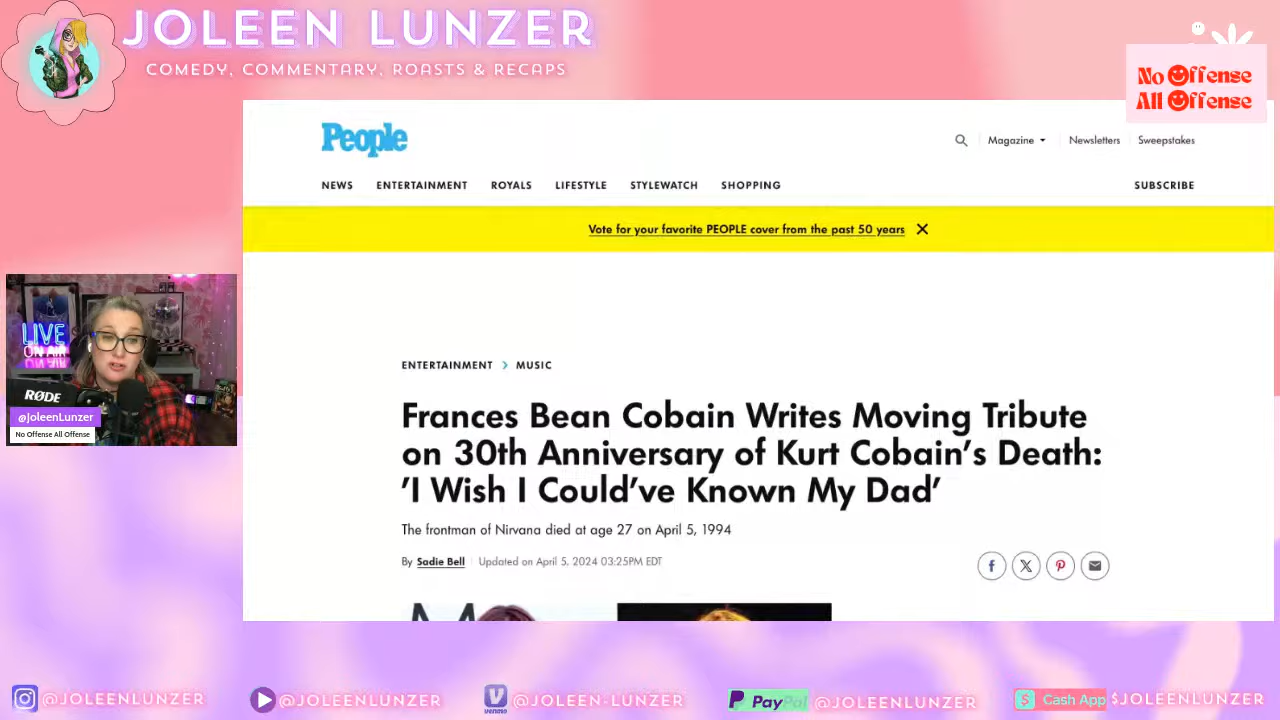 JOLEEN LUNZER
COMEDY, COMMENTARY, ROASTS & RECAPS
No Offense
All Offense
People
Magazine
Newsletters
Sweepstakes
NEWS ENTERTAINMENT ROYALS LIFESTYLE STYLEWATCH SHOPPING SUBSCRIBE
Vote for your favorite PEOPLE cover from the past 50 years
ENTERTAINMENT > MUSIC
Frances Bean Cobain Writes Moving Tribute
on 30th Anniversary of Kurt Cobain's Death:
'I Wish I Could've Known My Dad'
The frontman of Nirvana died at age 27 on April 5, 1994
By Sadie Bell Updated on April 5, 2024 03:25PM EDT
LIVE
ON AIR
RØDE
@JoleenLunzer
No Offense All Offense
@JOLEENLUNZER
@JOLEENLUNZER
venmo
@JOLEEN-LUNZER
PayPal
@JOLEENLUNZER
Cash App
$JOLEENLUNZER